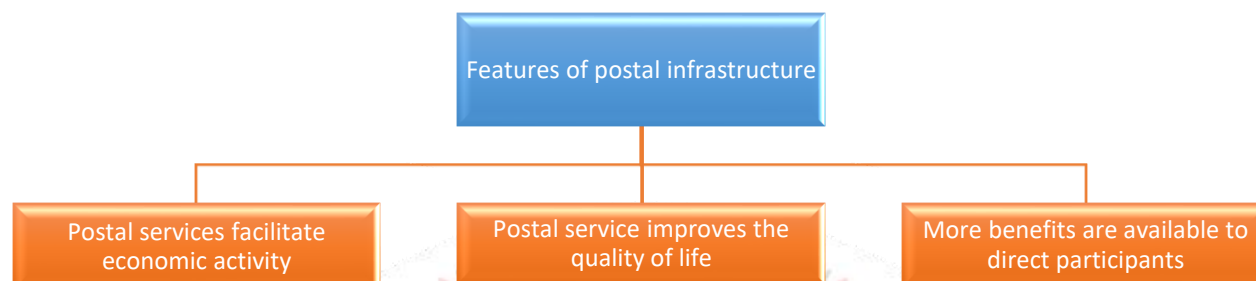 Features of postal infrastructure
Postal services facilitate
economic activity
Postal service improves the
quality of life
More benefits are available to
direct participants